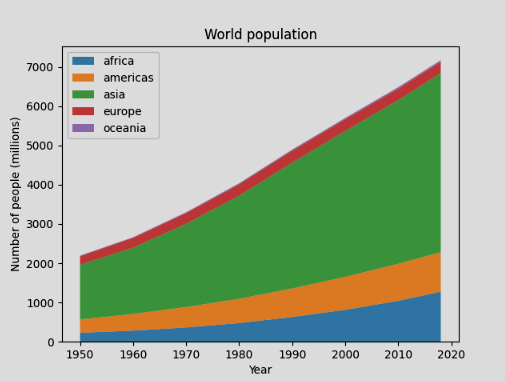 World population
africa
americas
asia
europe
oceania
7000
6000
5000
4000
3000
2000
1000
0
Number of people (millions)
1950 1960 1970 1980 1990 2000 2010 2020
Year